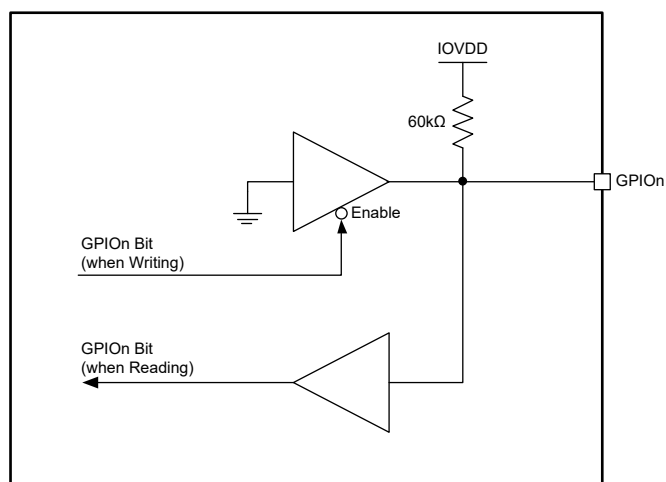 IOVDD
60kΩ
GPIOn
Enable
GPIOn Bit
(when Writing)
GPIOn Bit
(when Reading)